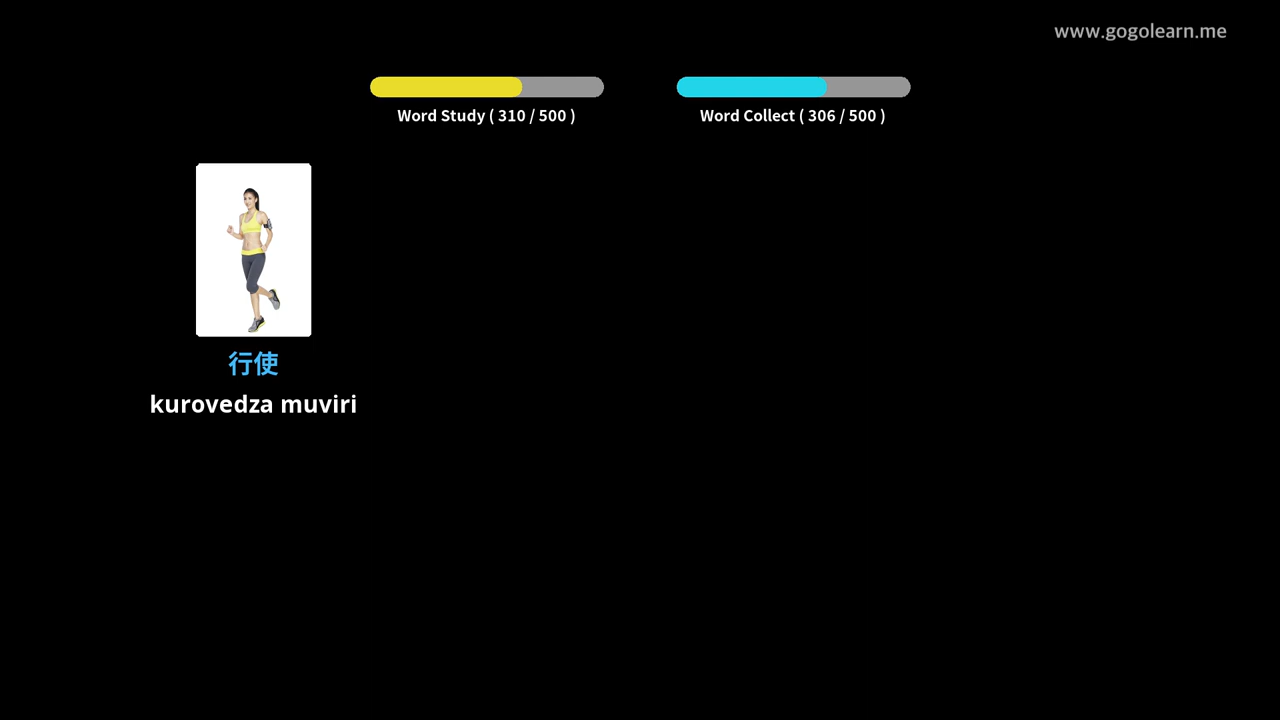 www.gogolearn.me
Word Study ( 310 / 500 )
Word Collect ( 306 / 500 )
行使
kurovedza muviri